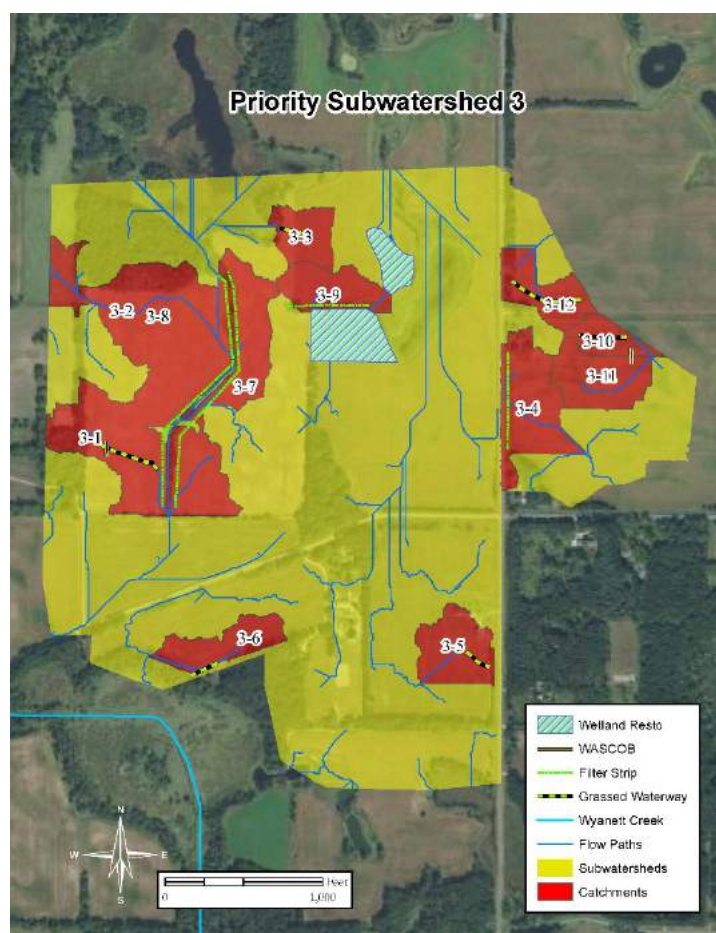 Priority Subwatershed 3
3-3
3-9
3-2
3-8
3-12
3-10
3-11
3-7
3-4
3-1
3-6
3-5
Wetland Resto
WASCOB
Filter Strip
Grassed Waterway
Wyanett Creek
Flow Paths
Subwatersheds
Catchments
N
W E
S
Feet
0 1,000